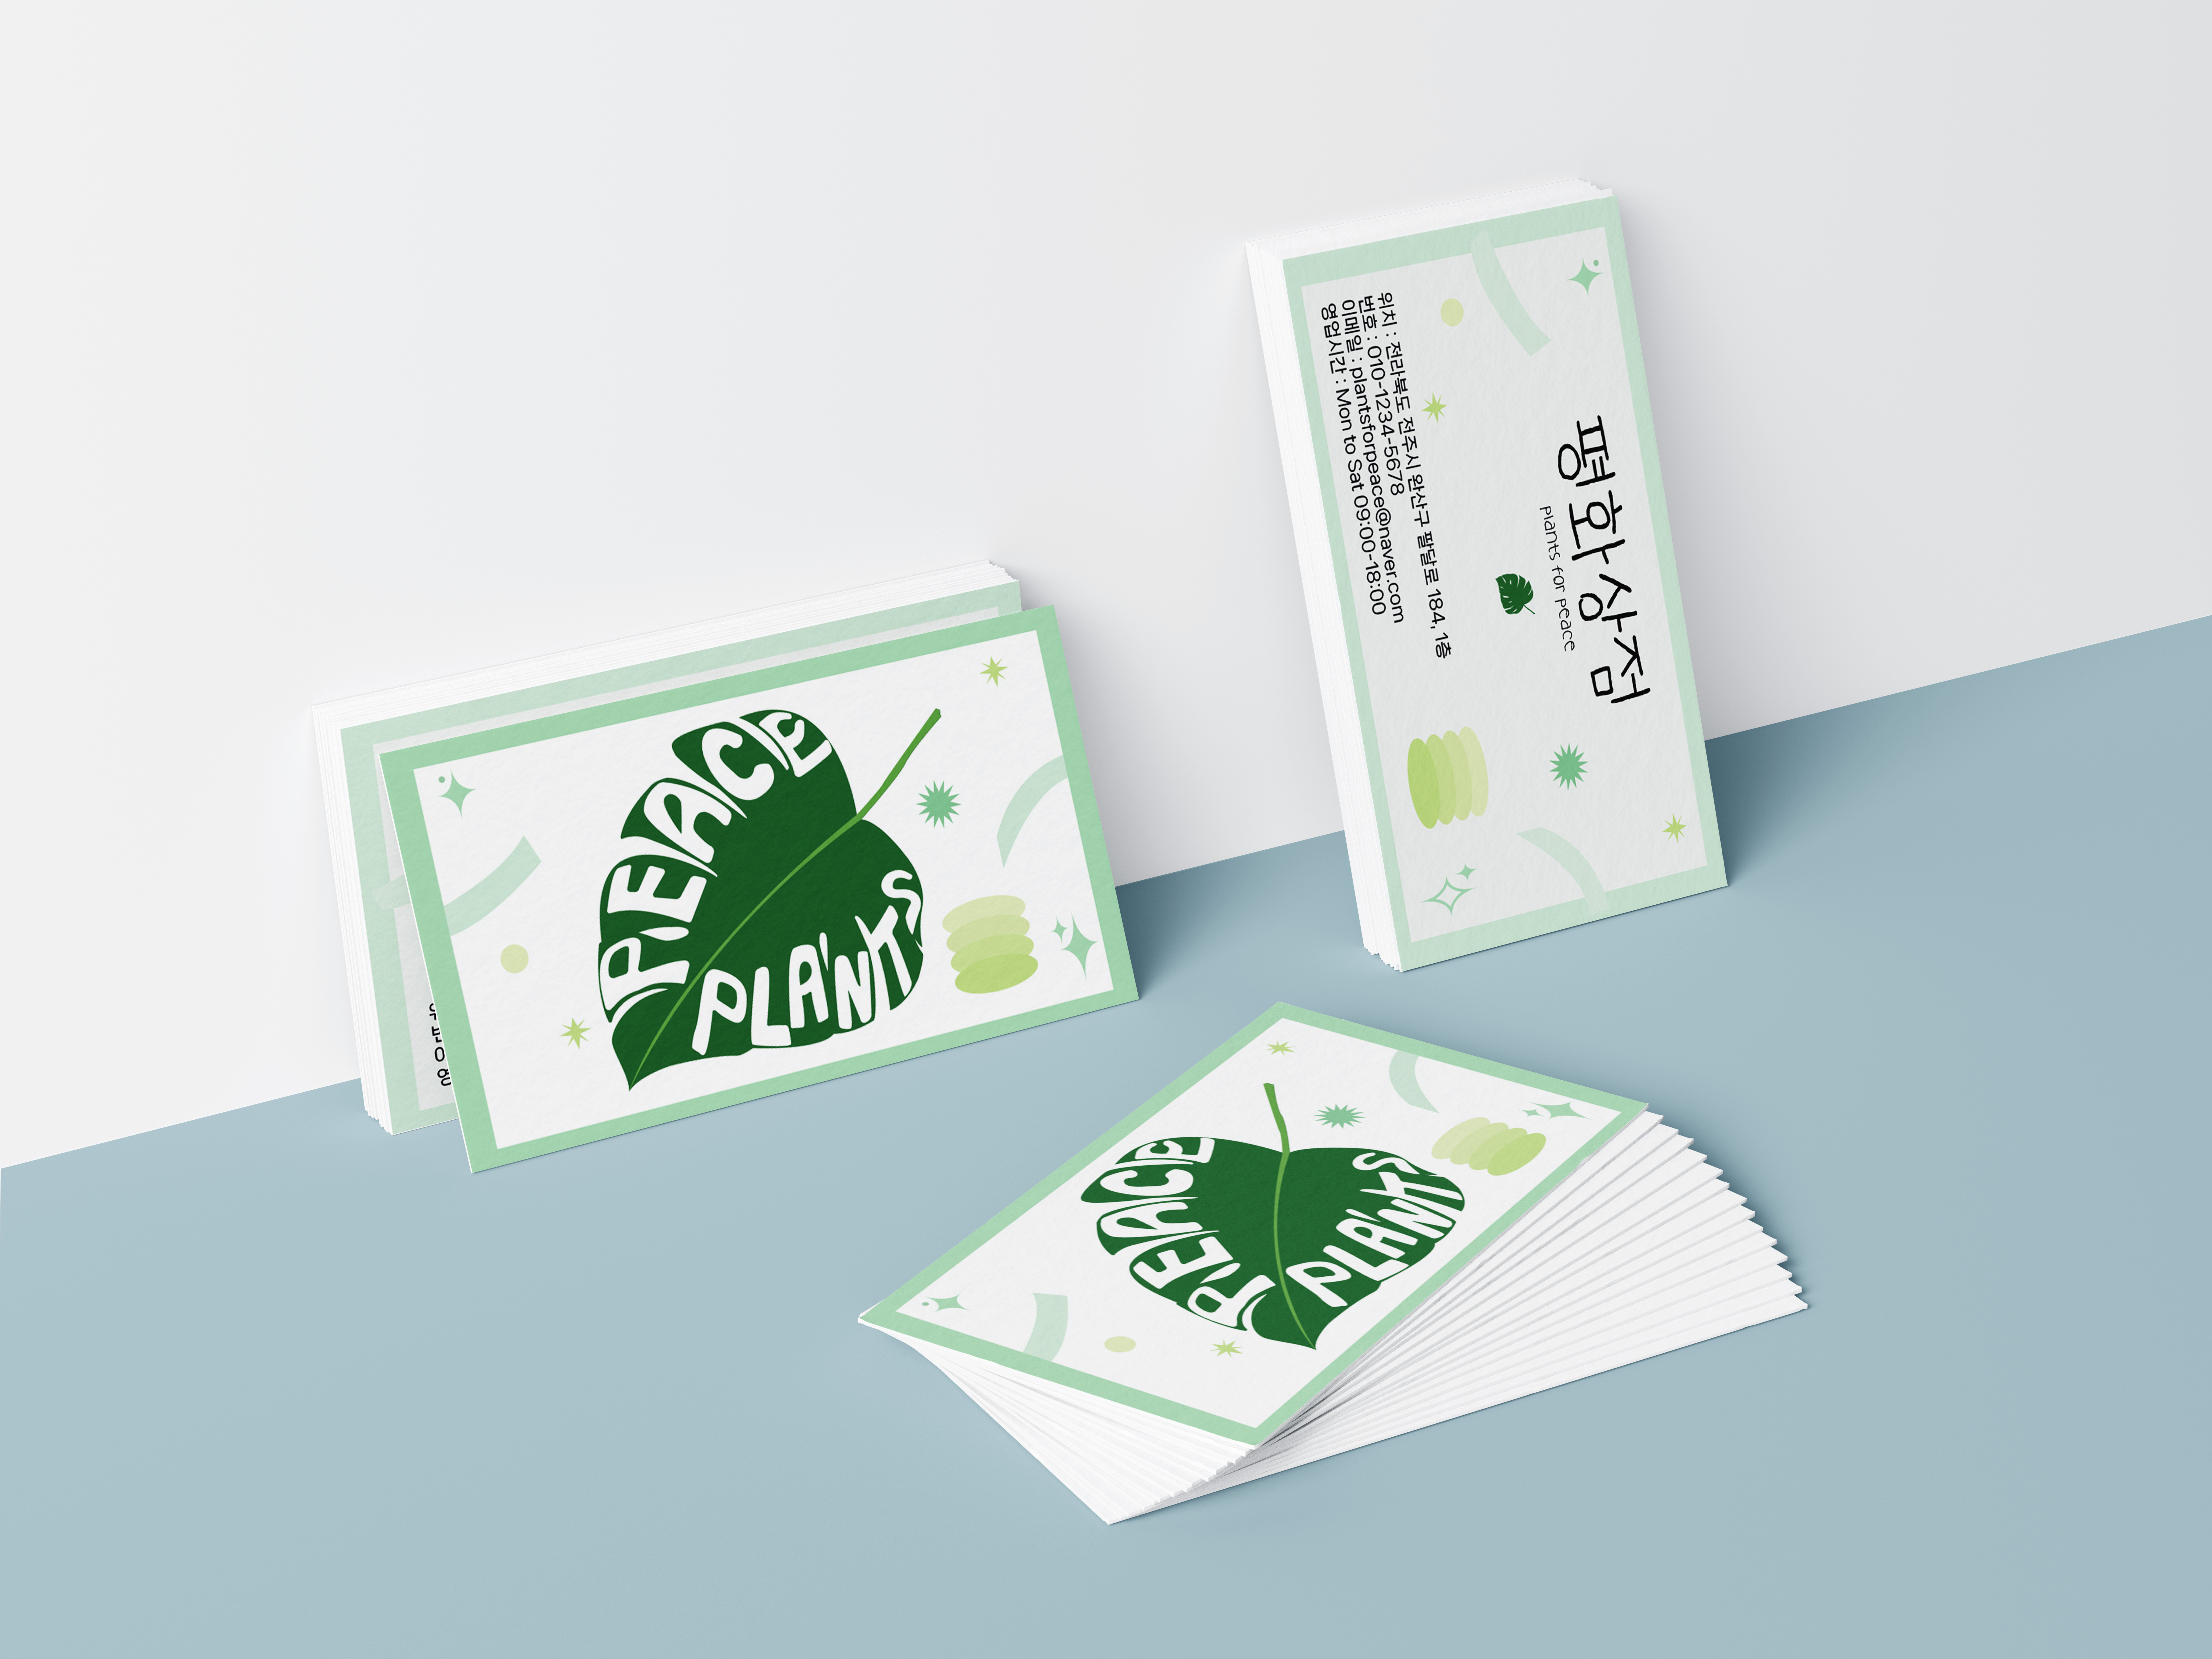 PEACE
PLANTS
평화상점
Plants for Peace
위치 : 전라북도 전주시 완산구 팔달로 184, 1층
번호 : 010-1234-5678
이메일 : plantsforpeace@naver.com
영업시간 : Mon to Sat 09:00-18:00
PEACE
PLANTS